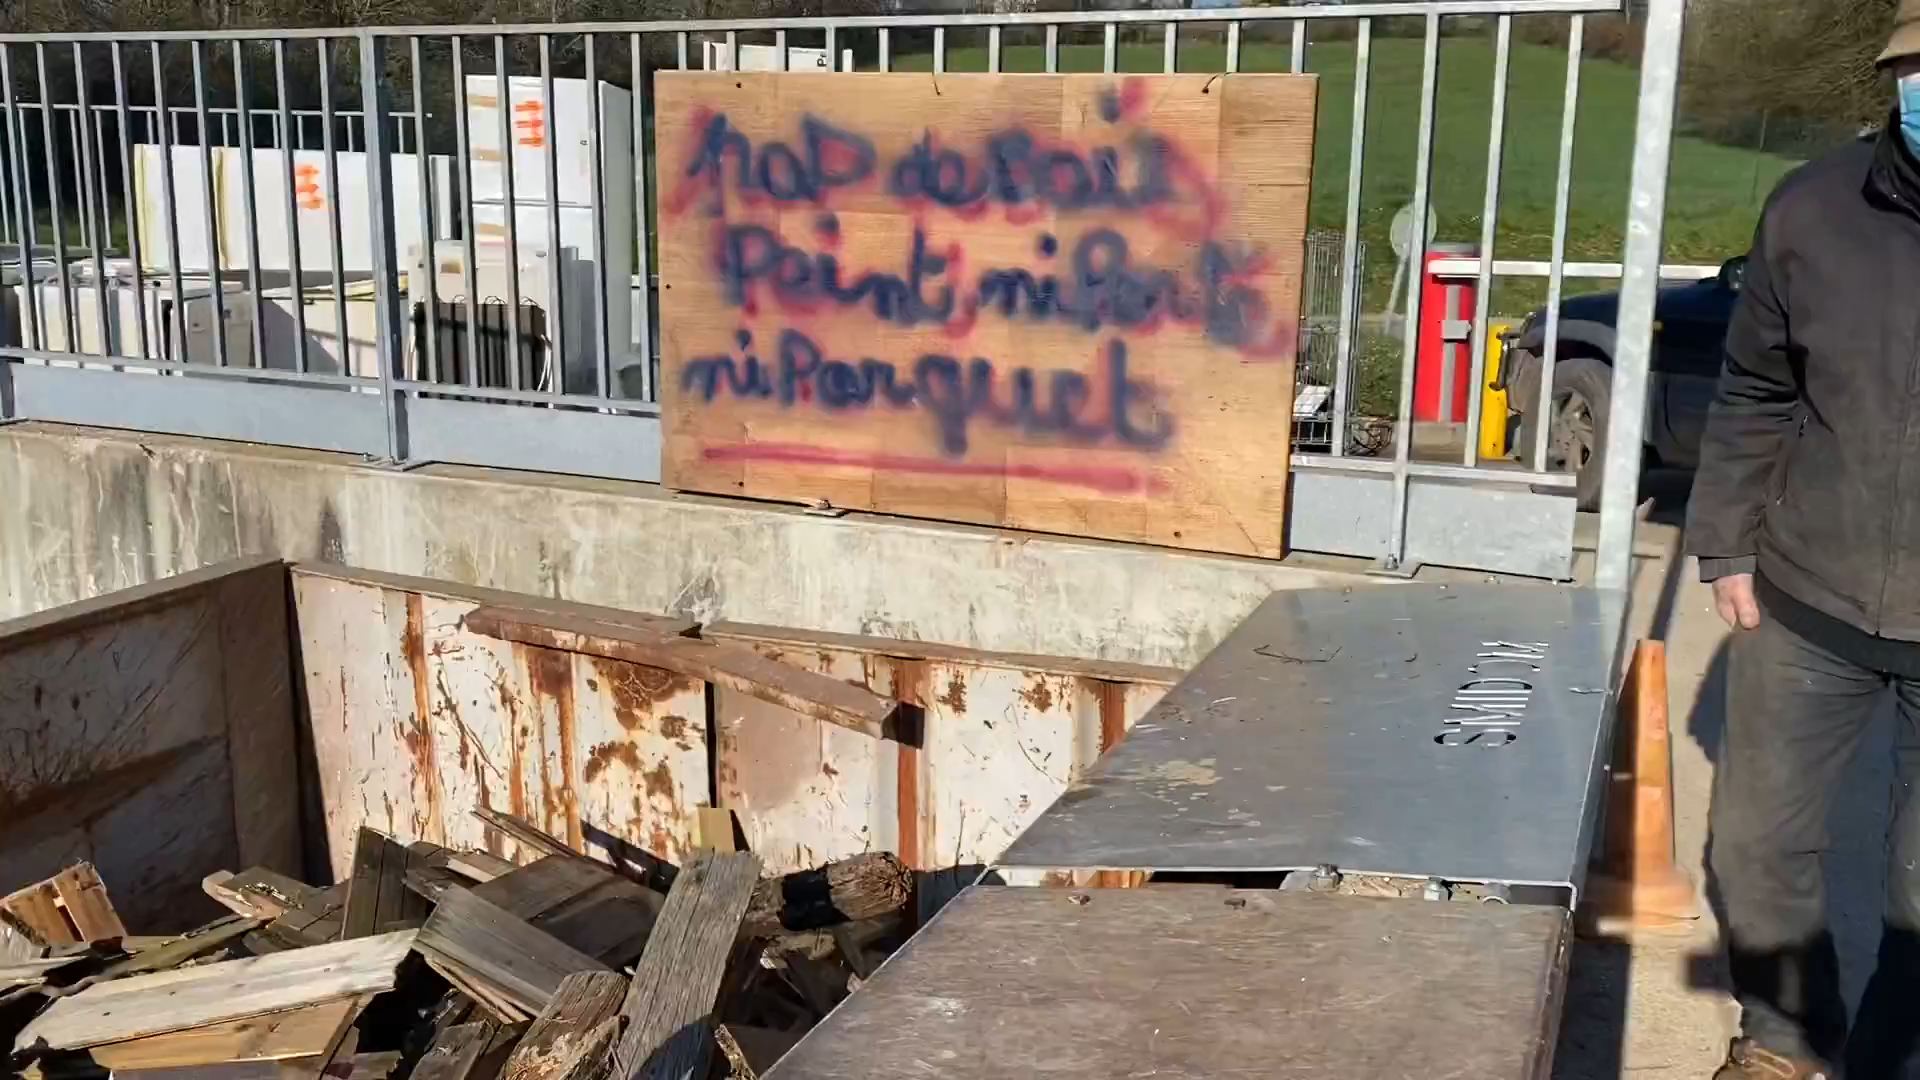 pas de bois
Peint, ni Porte
ni Parquet
SMIDOM